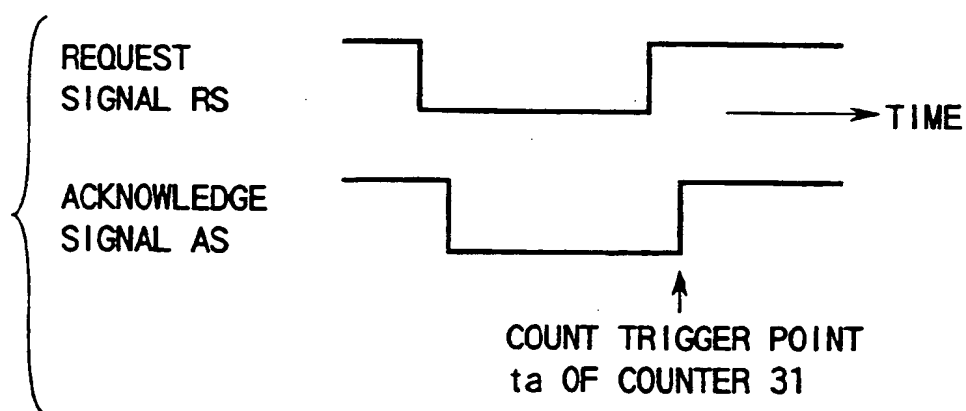 REQUEST
SIGNAL RS
TIME
ACKNOWLEDGE
SIGNAL AS
COUNT TRIGGER POINT
ta OF COUNTER 31